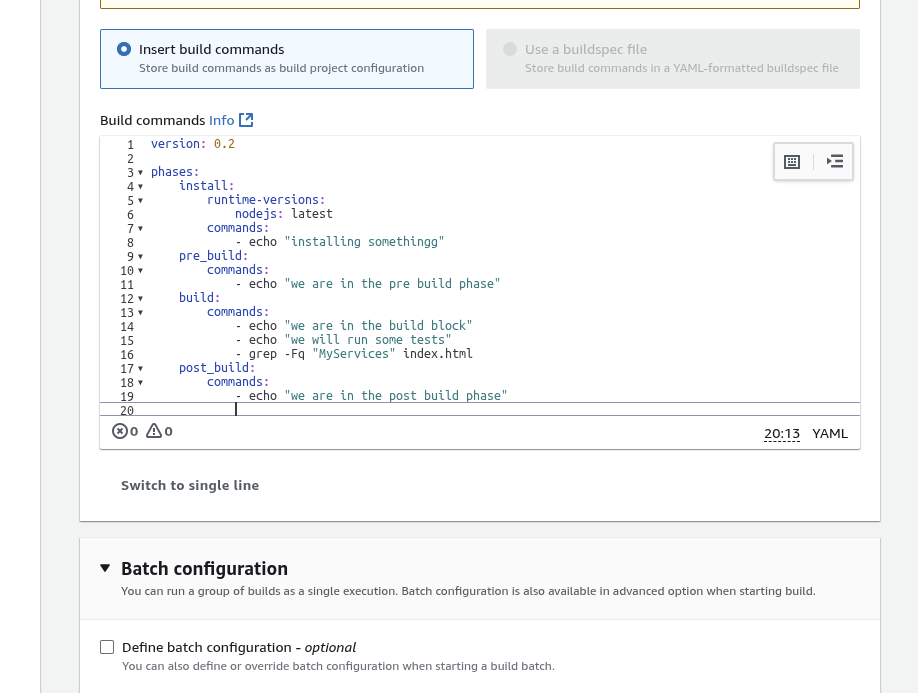 Insert build commands
Store build commands as build project configuration
Use a buildspec file
Store build commands in a YAML-formatted buildspec file
Build commands Info
1 version: 0.2
2
3 phases:
4 install:
5 runtime-versions:
6 nodejs: latest
7 commands:
8 - echo "installing somethingg"
9 pre_build:
10 commands:
11 - echo "we are in the pre build phase"
12 build:
13 commands:
14 - echo "we are in the build block"
15 - echo "we will run some tests"
16 - grep -Fq "MyServices" index.html
17 post_build:
18 commands:
19 - echo "we are in the post build phase"
20
0 0 20:13 YAML
Switch to single line
Batch configuration
You can run a group of builds as a single execution. Batch configuration is also available in advanced option when starting build.
Define batch configuration - optional
You can also define or override batch configuration when starting a build batch.